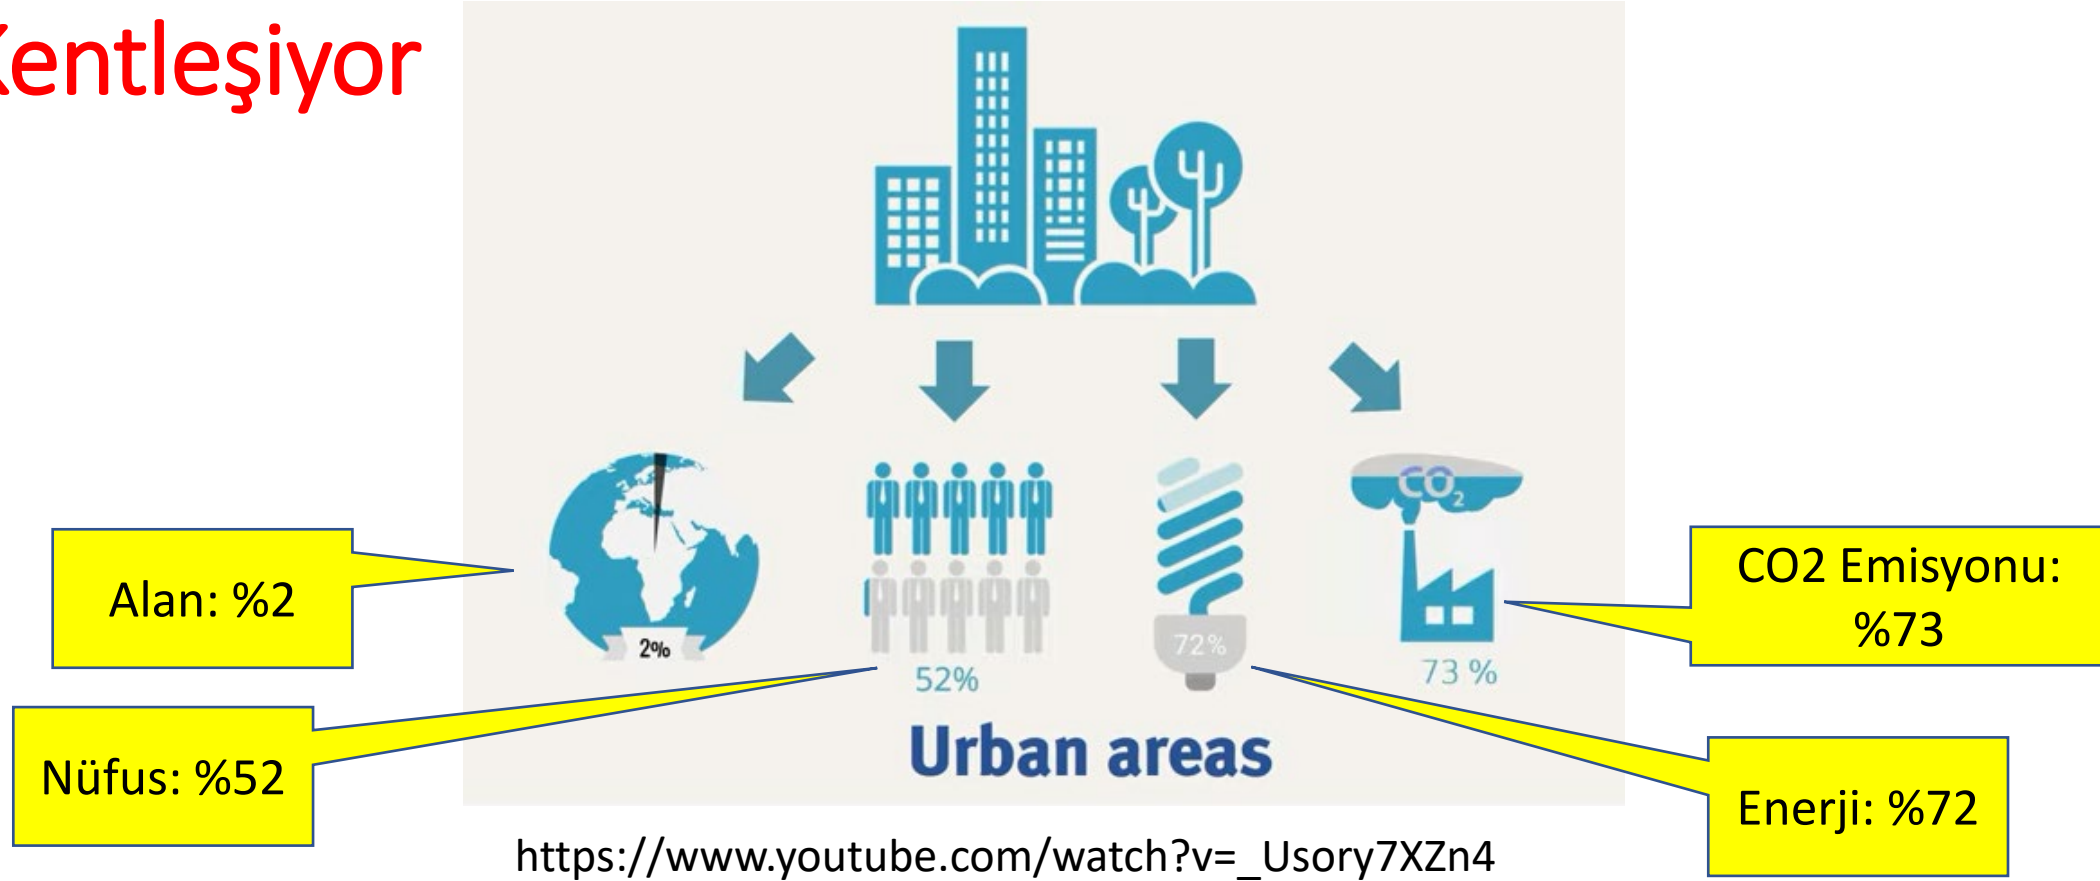 Kentleşiyor
CO2
2%
52%
72%
73 %
Urban areas
Alan: %2
Nüfus: %52
CO2 Emisyonu:
%73
Enerji: %72
https://www.youtube.com/watch?v=_Usory7XZn4